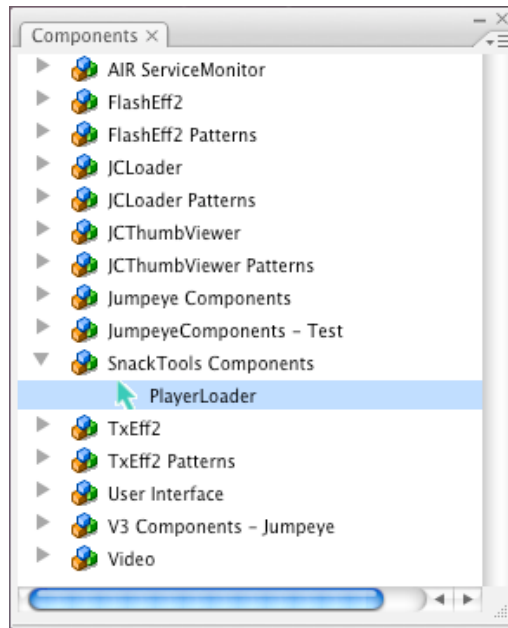 Components ×
AIR ServiceMonitor
FlashEff2
FlashEff2 Patterns
JCLoader
JCLoader Patterns
JCThumbViewer
JCThumbViewer Patterns
Jumpeye Components
JumpeyeComponents - Test
SnackTools Components
PlayerLoader
TxEff2
TxEff2 Patterns
User Interface
V3 Components - Jumpeye
Video